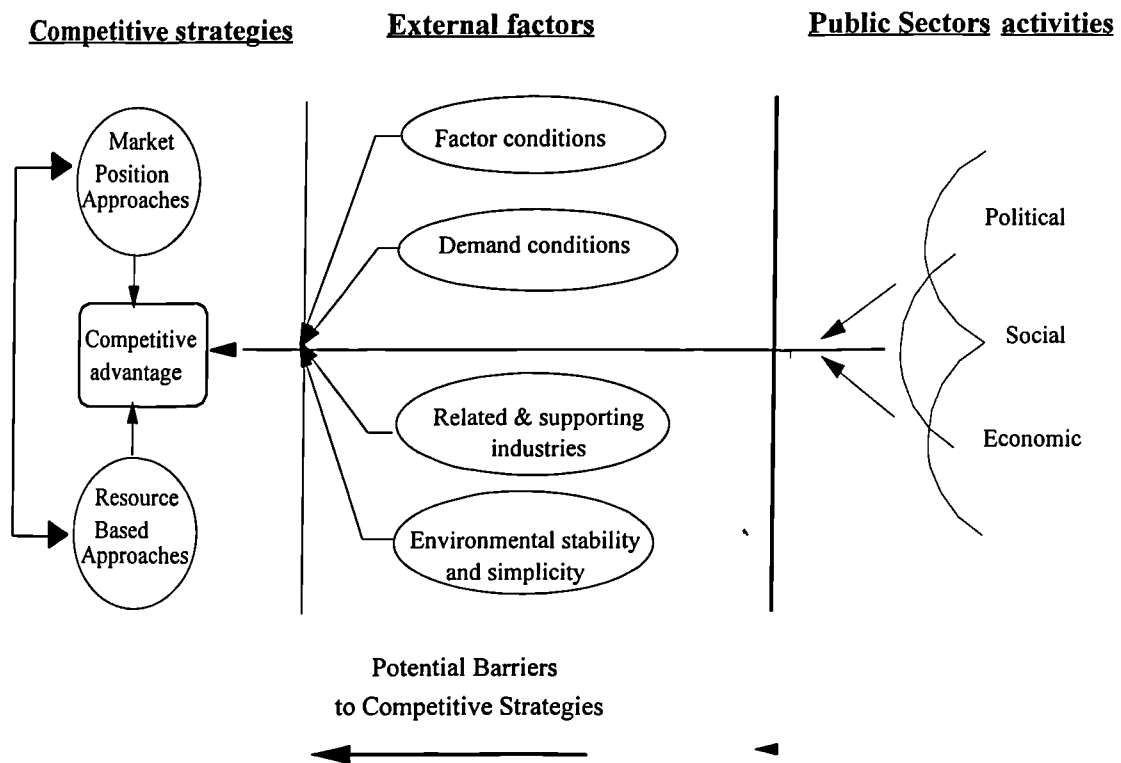 Competitive strategies
External factors
Public Sectors activities
Market
Position
Approaches
Competitive
advantage
Resource
Based
Approaches
Factor conditions
Demand conditions
Related & supporting
industries
Environmental stability
and simplicity
Political
Social
Economic
Potential Barriers
to Competitive Strategies